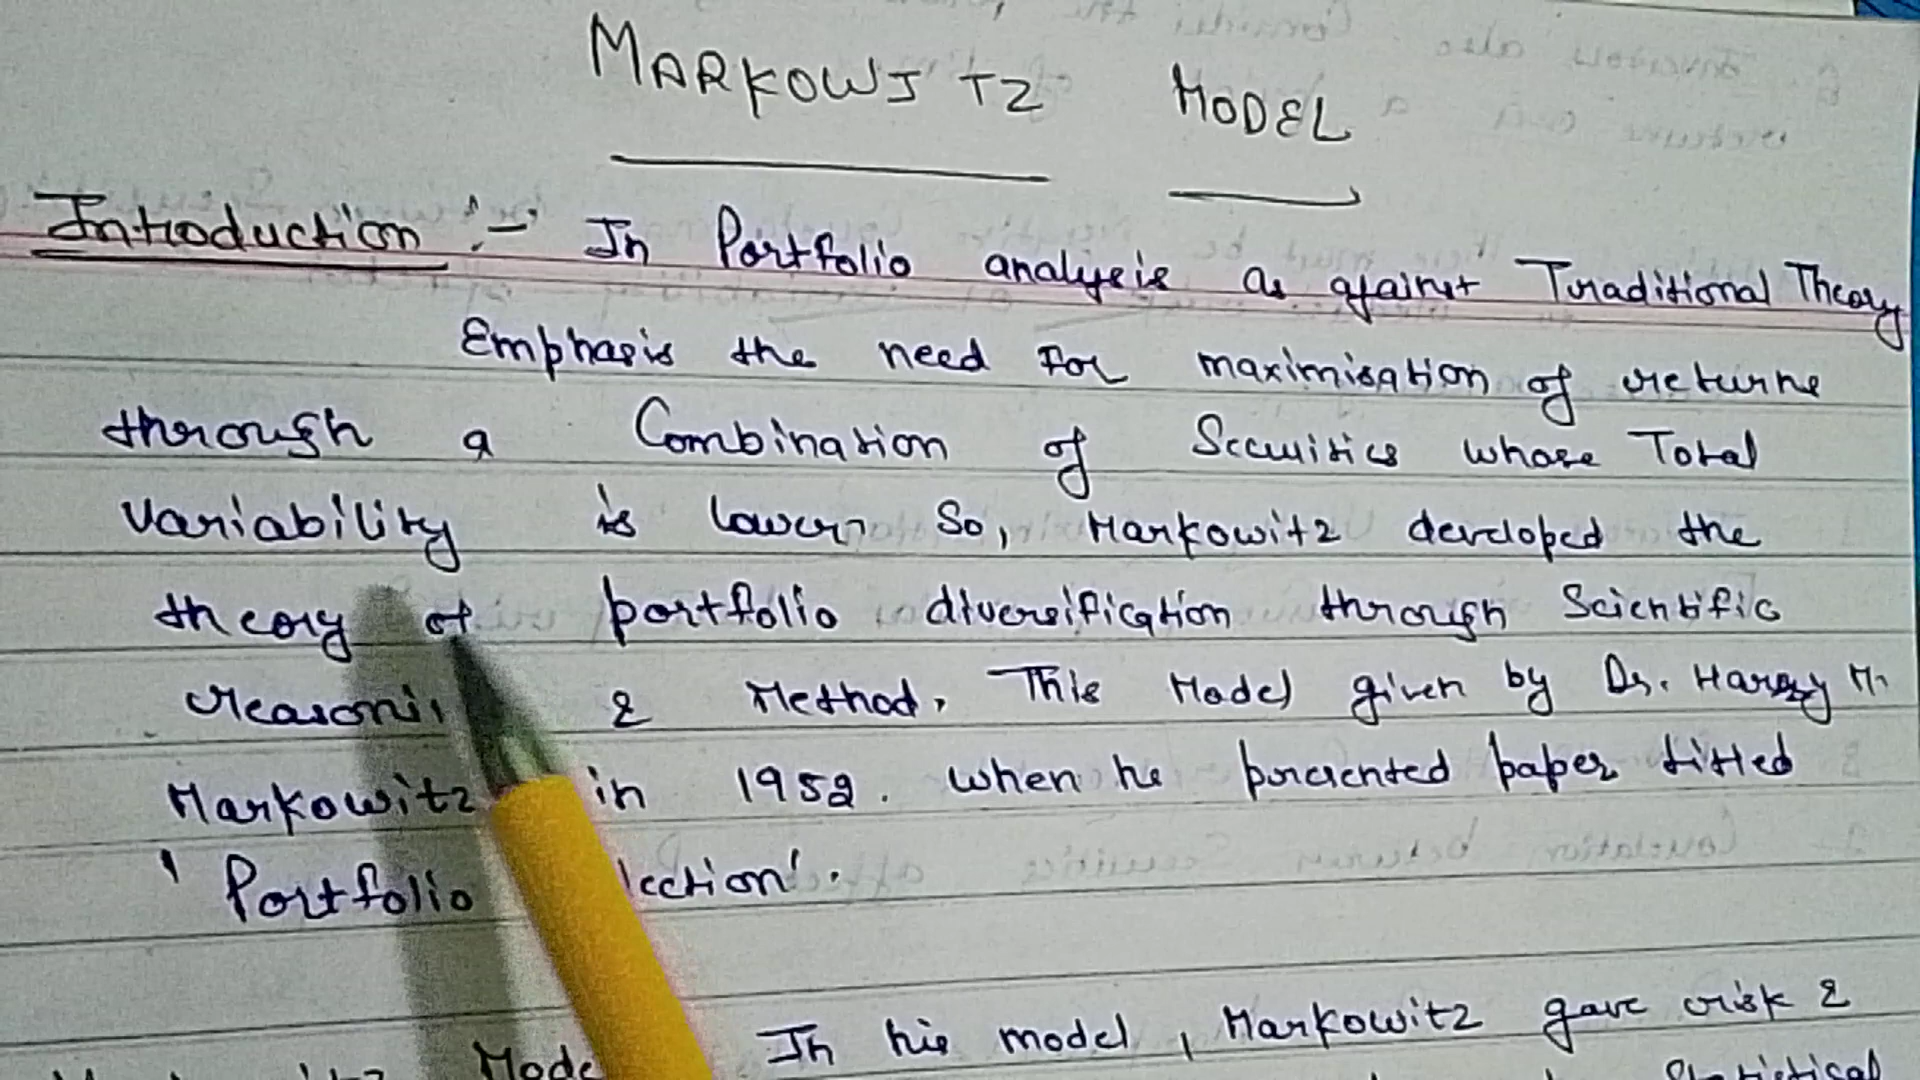 MARKOWITZ MODEL
Introduction :- In Portfolio analysis as against Traditional Theory
Emphasis the need For maximisation of returns
through a Combination of Securities whose Total
Variability is lower. So, Markowitz developed the
theory of portfolio diversification through Scientific
& Method. This Model given by Dr. Harry M.
Markowitz in 1952. when he presented paper titled
' Portfolio lection'.
In his model, Markowitz gave risk &
Mode Statistical